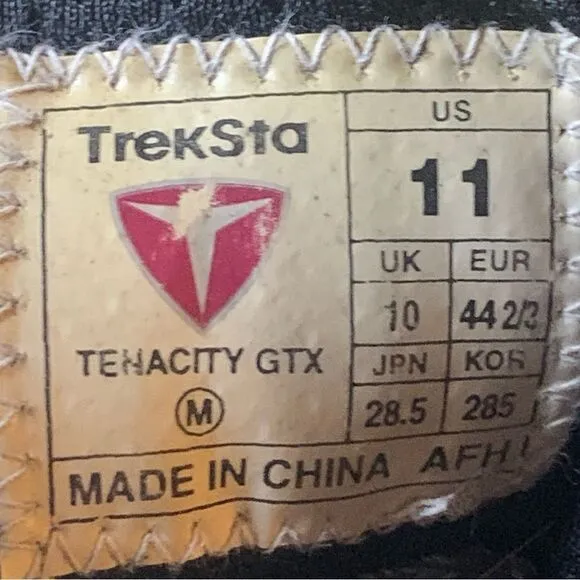 TrekSta
US
11
UK EUR
10 44 2/3
TENACITY GTX
JPN KOR
M
28.5 285
MADE IN CHINA